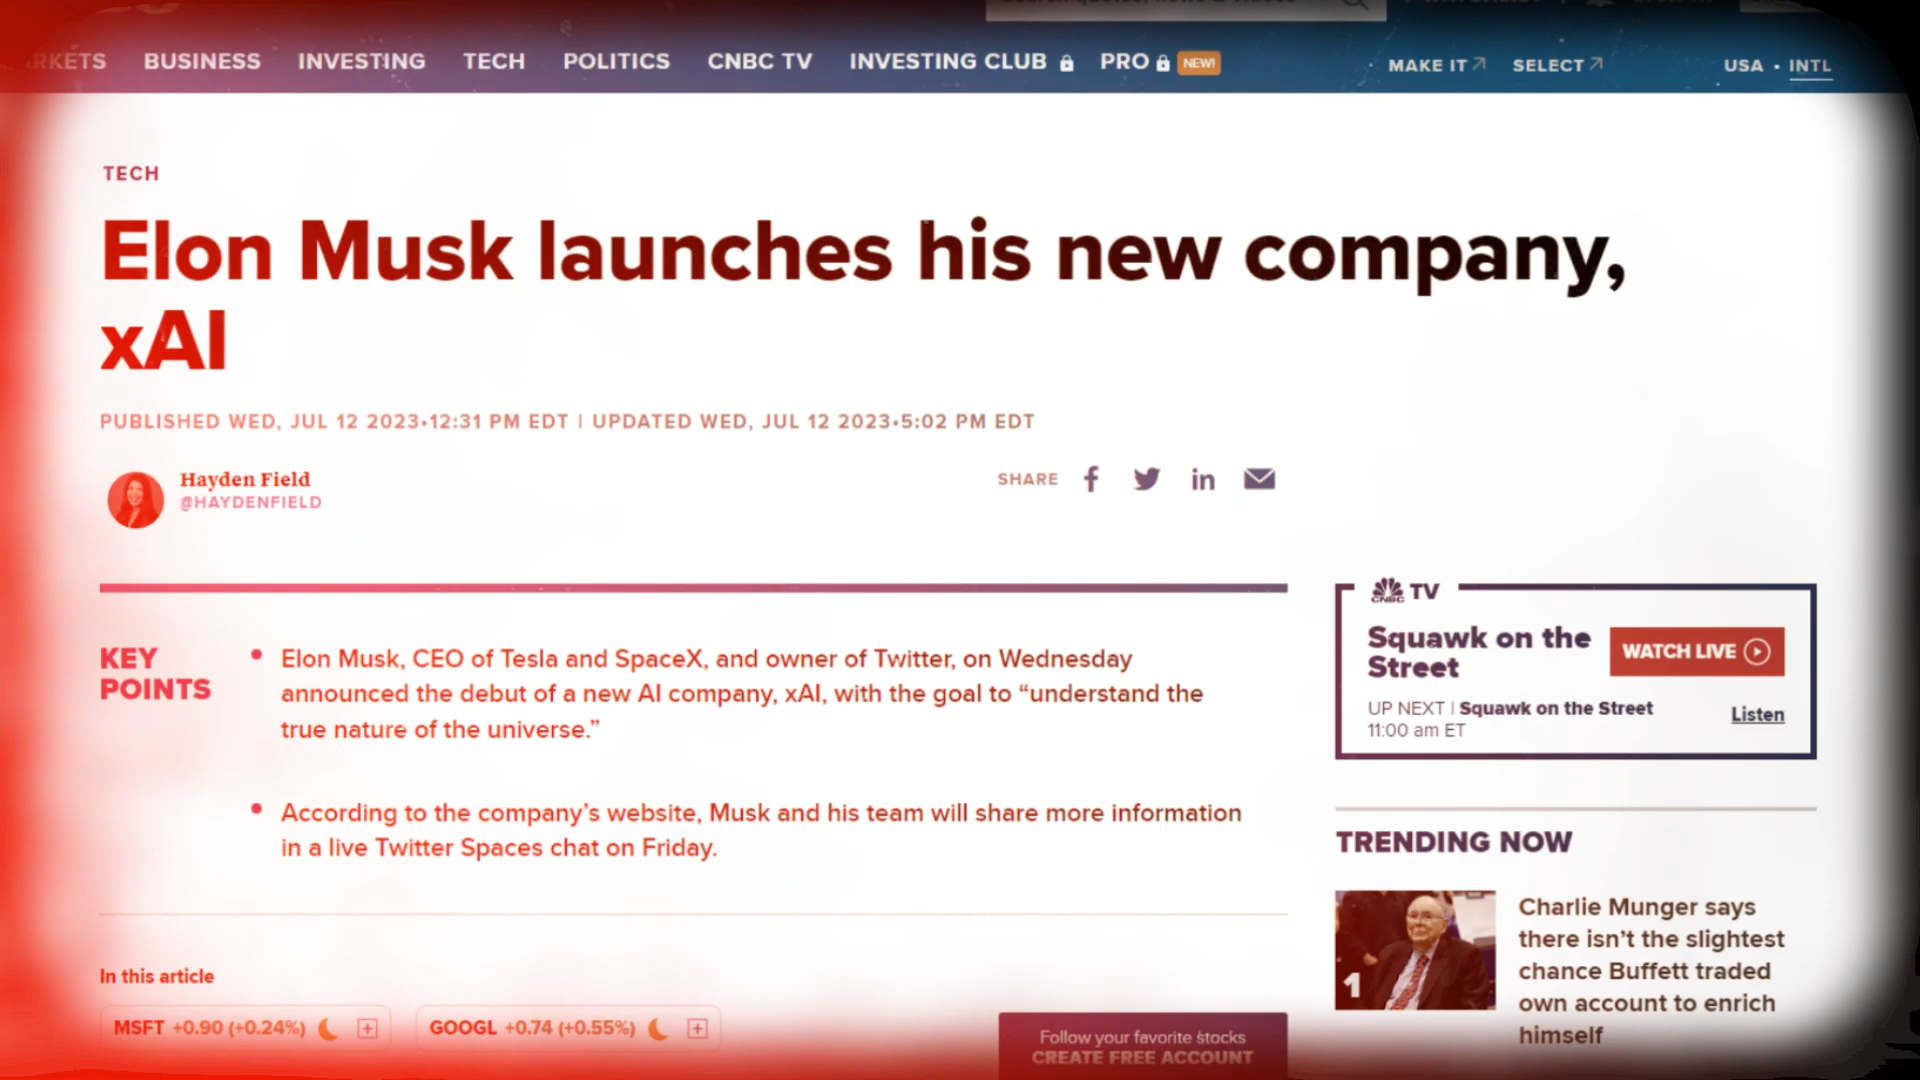 BUSINESS INVESTING TECH POLITICS CNBC TV INVESTING CLUB PRO NEW! MAKE IT SELECT USA • INTL
TECH
Elon Musk launches his new company,
xAI
PUBLISHED WED, JUL 12 2023•12:31 PM EDT | UPDATED WED, JUL 12 2023•5:02 PM EDT
Hayden Field
@HAYDENFIELD
SHARE
KEY
POINTS
• Elon Musk, CEO of Tesla and SpaceX, and owner of Twitter, on Wednesday
announced the debut of a new AI company, xAI, with the goal to “understand the
true nature of the universe.”
• According to the company’s website, Musk and his team will share more information
in a live Twitter Spaces chat on Friday.
In this article
MSFT +0.90 (+0.24%)
GOOGL +0.74 (+0.55%)
Follow your favorite stocks
CREATE FREE ACCOUNT
CNBC TV
Squawk on the
Street
WATCH LIVE
UP NEXT | Squawk on the Street
11:00 am ET
Listen
TRENDING NOW
1
Charlie Munger says
there isn’t the slightest
chance Buffett traded
own account to enrich
himself